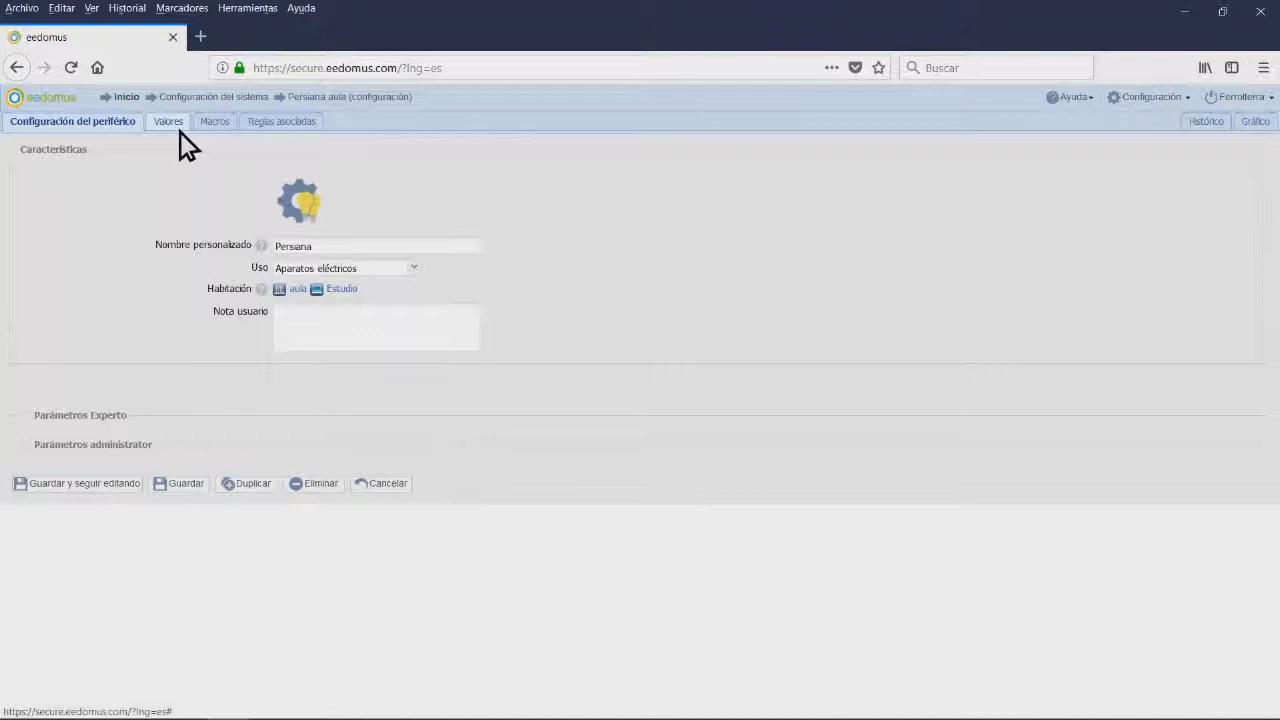 Archivo Editar Ver Historial Marcadores Herramientas Ayuda
eedomus
https://secure.eedomus.com/?lng=es
Buscar
eedomus Inicio Configuración del sistema Persiana aula (configuración) Ayuda Configuración Ferrolterra
Configuración del periférico Valores Macros Reglas asociadas Histórico Gráfico
Características
Nombre personalizado Persiana
Uso Aparatos eléctricos
Habitación aula Estudio
Nota usuario
Parámetros Experto
Parámetros administrator
Guardar y seguir editando Guardar Duplicar Eliminar Cancelar
https://secure.eedomus.com/?lng=es#